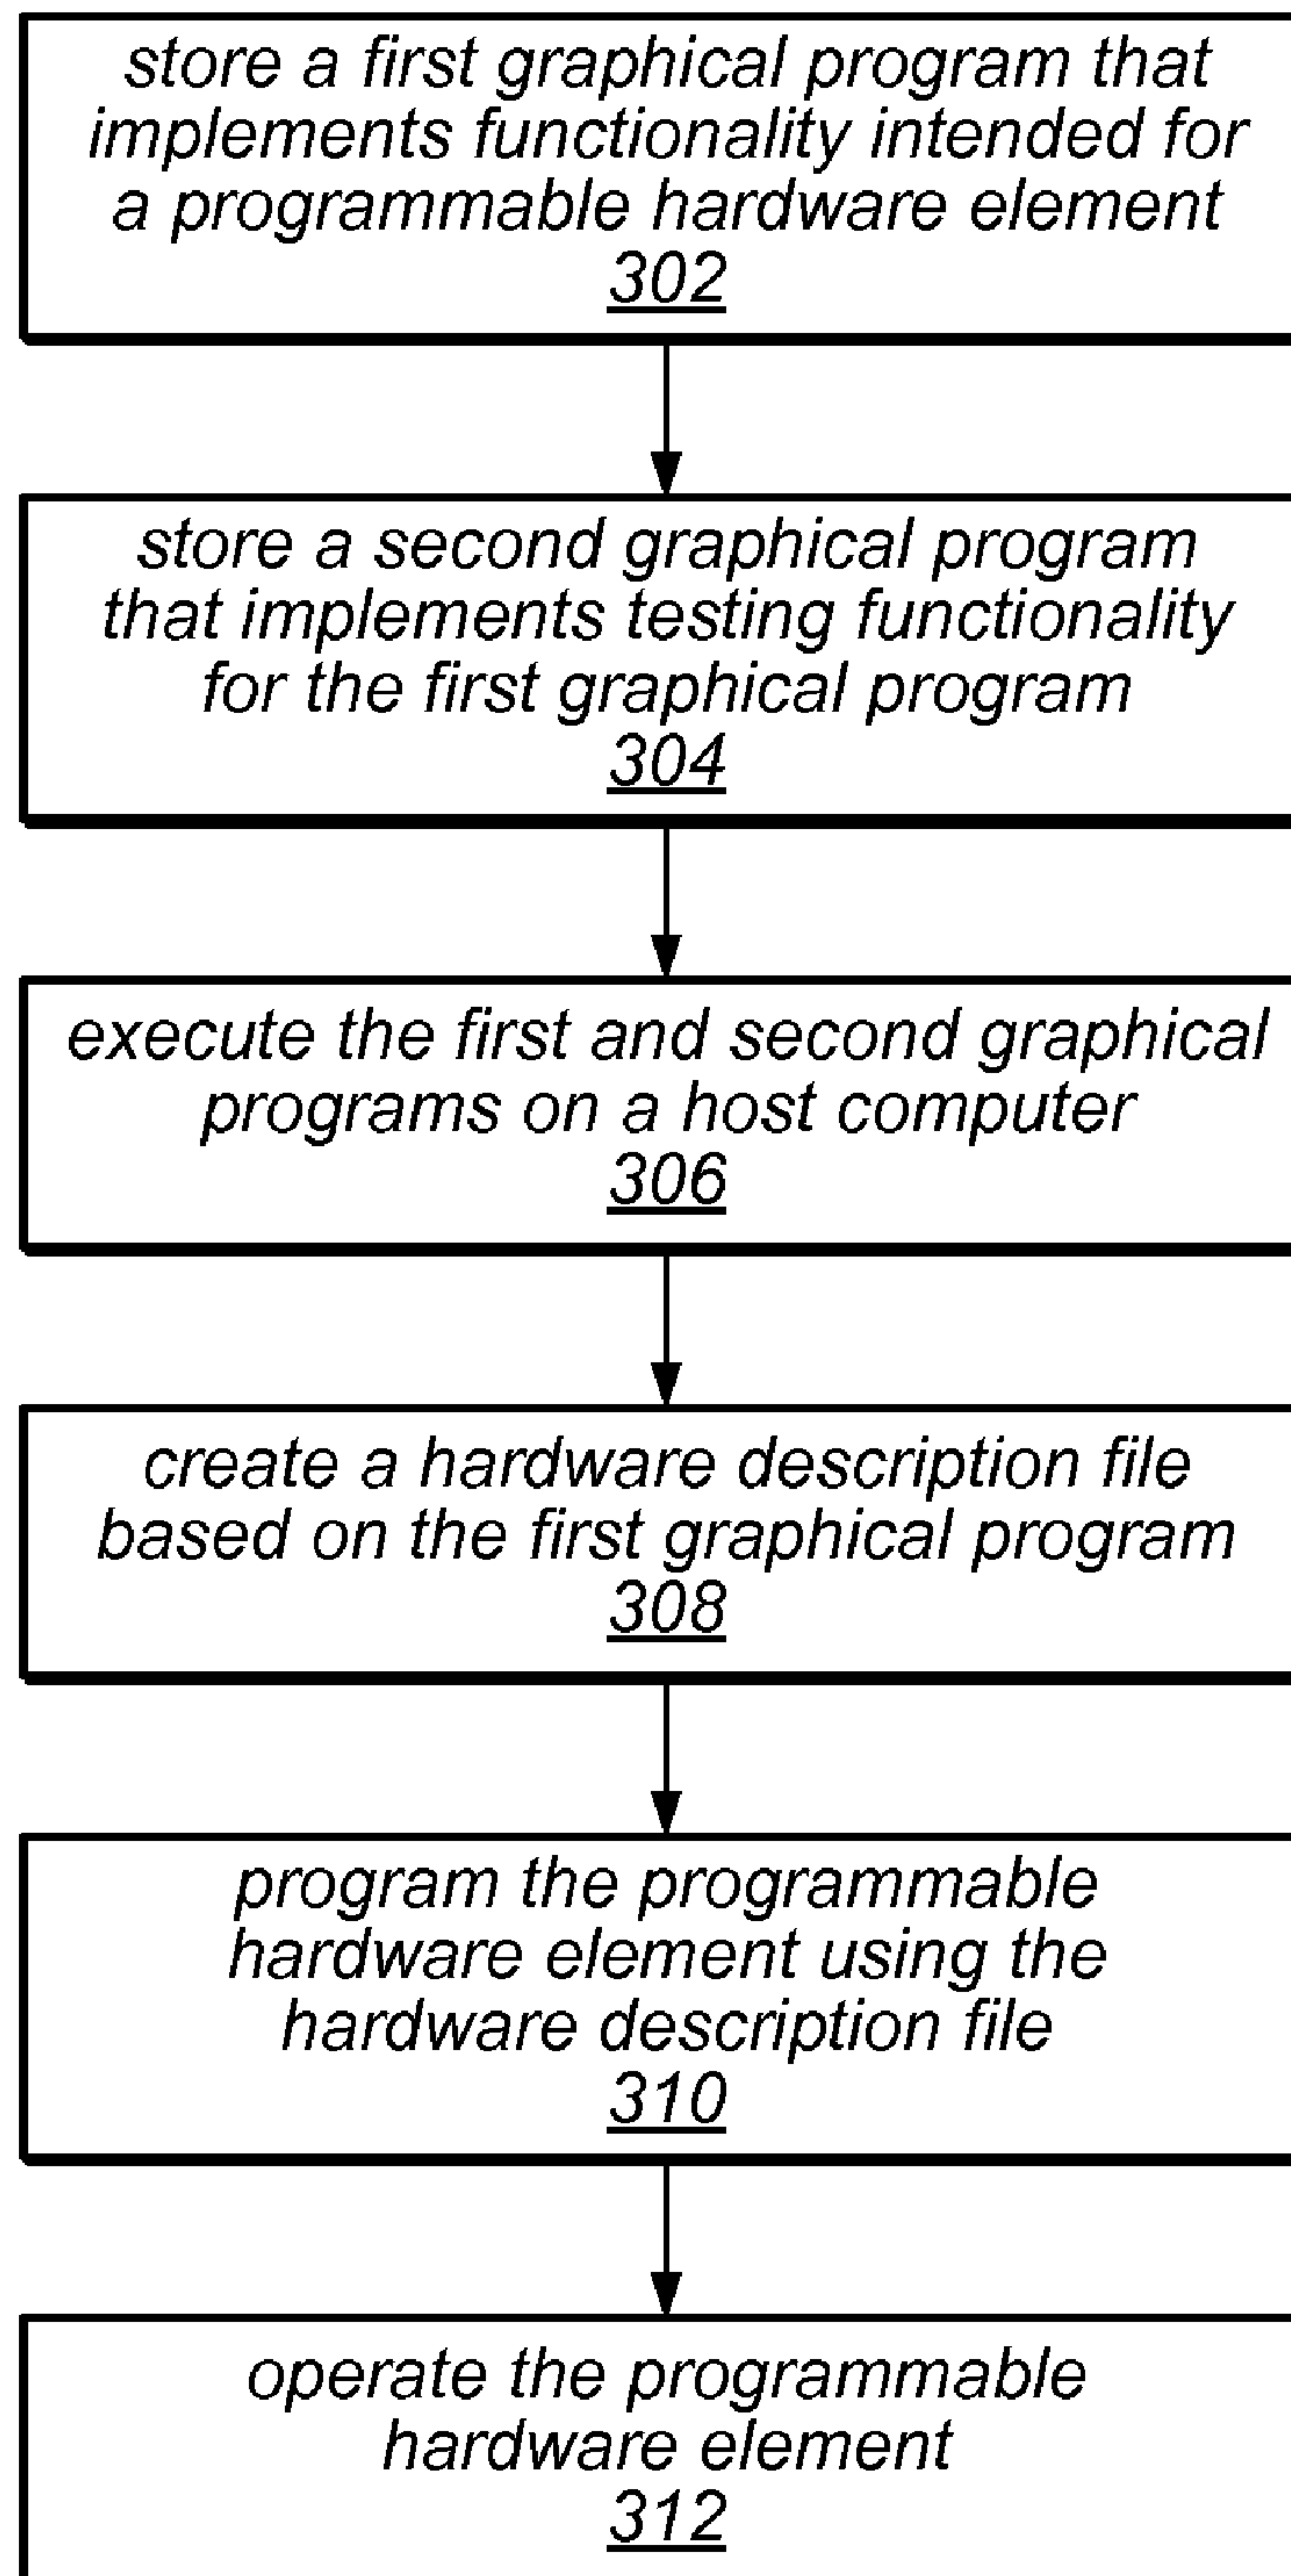 store a first graphical program that
implements functionality intended for
a programmable hardware element
302
store a second graphical program
that implements testing functionality
for the first graphical program
304
execute the first and second graphical
programs on a host computer
306
create a hardware description file
based on the first graphical program
308
program the programmable
hardware element using the
hardware description file
310
operate the programmable
hardware element
312